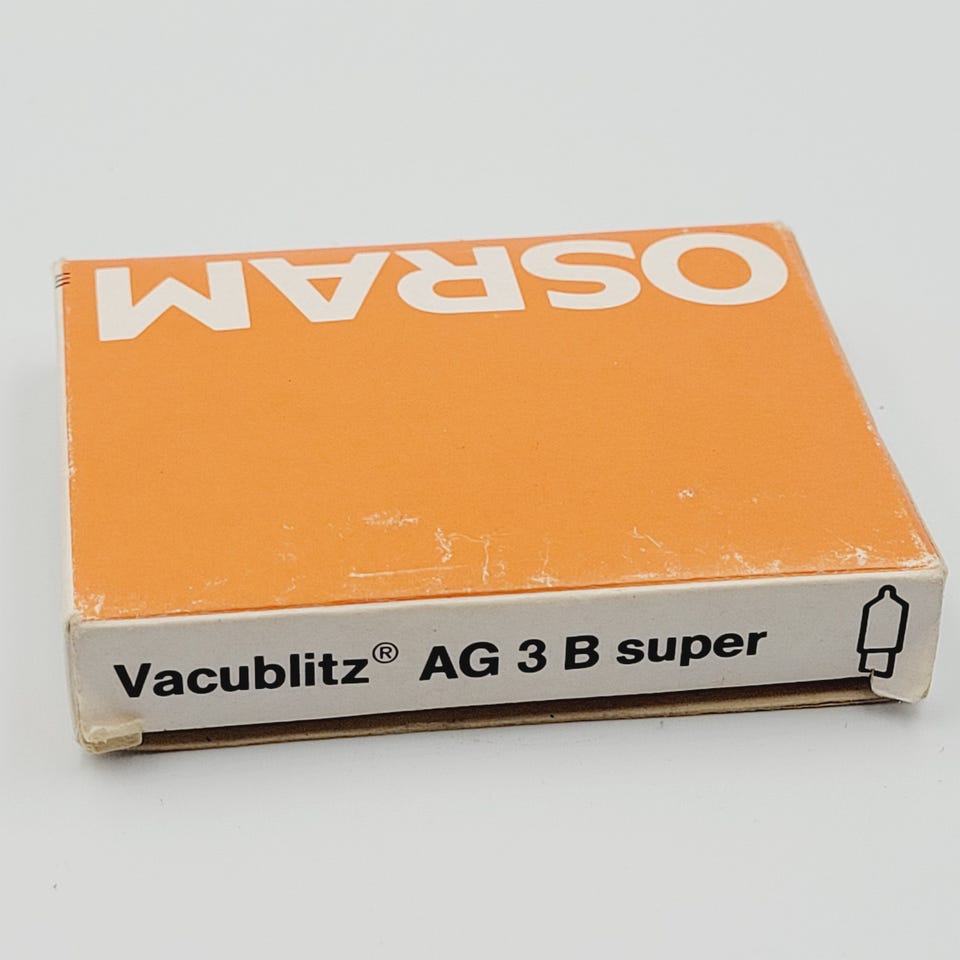 OSRAM
Vacublitz® AG 3 B super